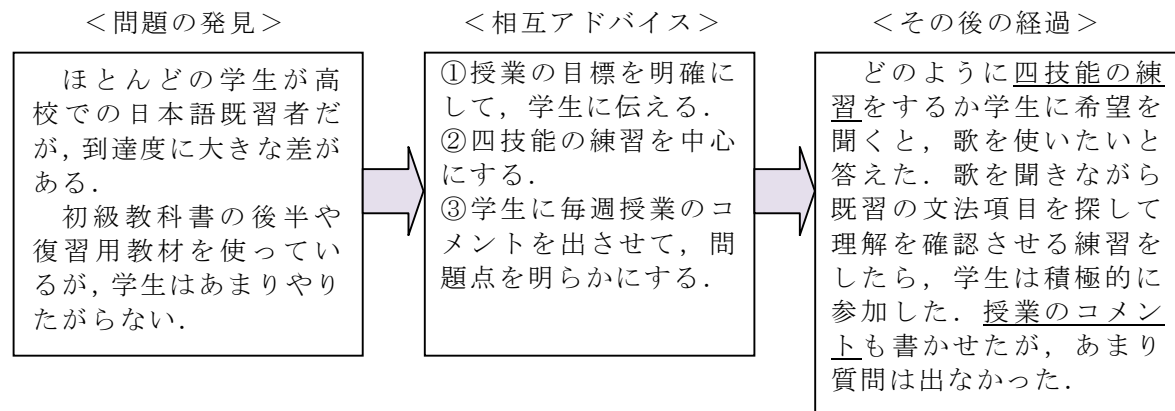 ＜問題の発見＞
ほとんどの学生が高
校での日本語既習者だ
が，到達度に大きな差が
ある．
初級教科書の後半や
復習用教材を使ってい
るが，学生はあまりやり
たがらない．
＜相互アドバイス＞
①授業の目標を明確に
して，学生に伝える．
②四技能の練習を中心
にする．
③学生に毎週授業のコ
メントを出させて，問
題点を明らかにする．
＜その後の経過＞
どのように四技能の練
習をするか学生に希望を
聞くと，歌を使いたいと
答えた．歌を聞きながら
既習の文法項目を探して
理解を確認させる練習を
したら，学生は積極的に
参加した．授業のコメン
トも書かせたが，あまり
質問は出なかった．